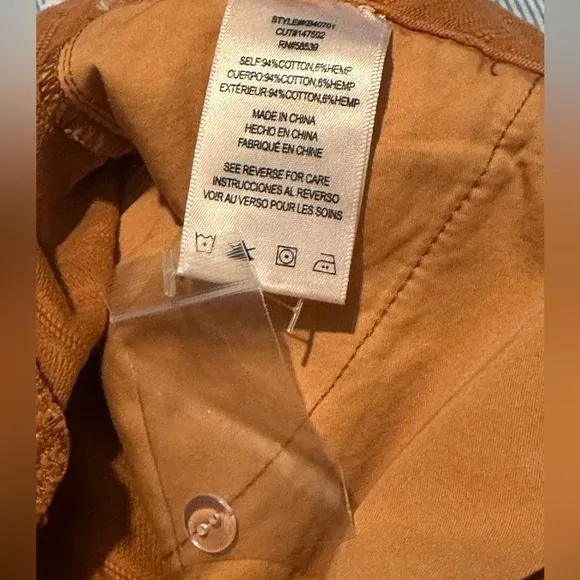 STYLE#KB40701
CUT#147502
RN#58539
SELF:94%COTTON,6%HEMP
CUERPO:94%COTTON,6%HEMP
EXTÉRIEUR:94%COTTON,6%HEMP
MADE IN CHINA
HECHO EN CHINA
FABRIQUÉ EN CHINE
SEE REVERSE FOR CARE
INSTRUCCIONES AL REVERSO
VOIR AU VERSO POUR LES SOINS